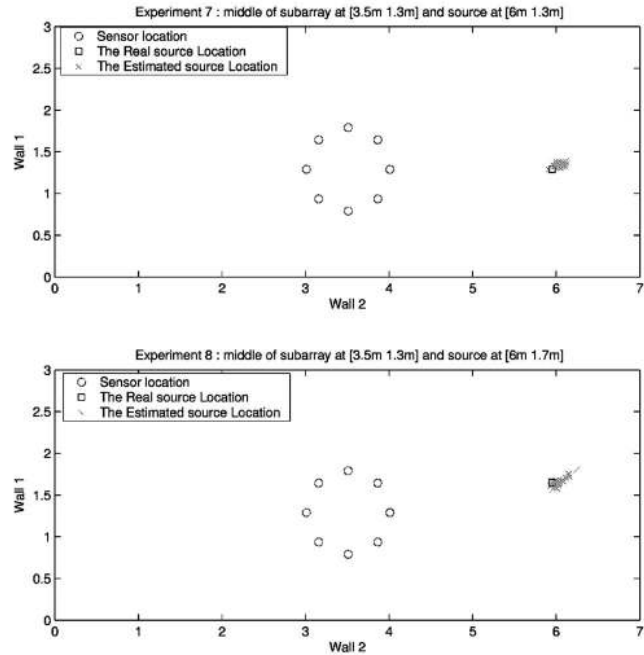 Experiment 7 : middle of subarray at [3.5m 1.3m] and source at [6m 1.3m]
3
Sensor location
The Real source Location
The Estimated source Location
2.5
2
1.5
1
0.5
0
Wall 1
0 1 2 3 4 5 6 7
Wall 2
Experiment 8 : middle of subarray at [3.5m 1.3m] and source at [6m 1.7m]
3
Sensor location
The Real source Location
The Estimated source Location
2.5
2
1.5
1
0.5
0
Wall 1
0 1 2 3 4 5 6 7
Wall 2